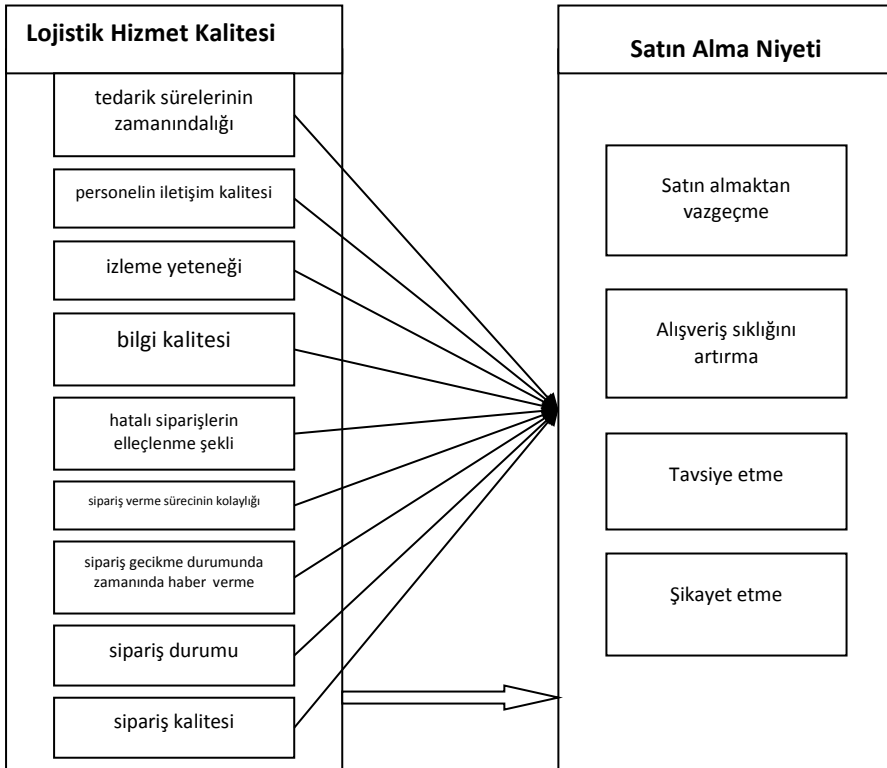 Lojistik Hizmet Kalitesi
tedarik sürelerinin
zamanındalığı
personelin iletişim kalitesi
izleme yeteneği
bilgi kalitesi
hatalı siparişlerin
elleçlenme şekli
sipariş verme sürecinin kolaylığı
sipariş gecikme durumunda
zamanında haber verme
sipariş durumu
sipariş kalitesi
Satın Alma Niyeti
Satın almaktan
vazgeçme
Alışveriş sıklığını
artırma
Tavsiye etme
Şikayet etme